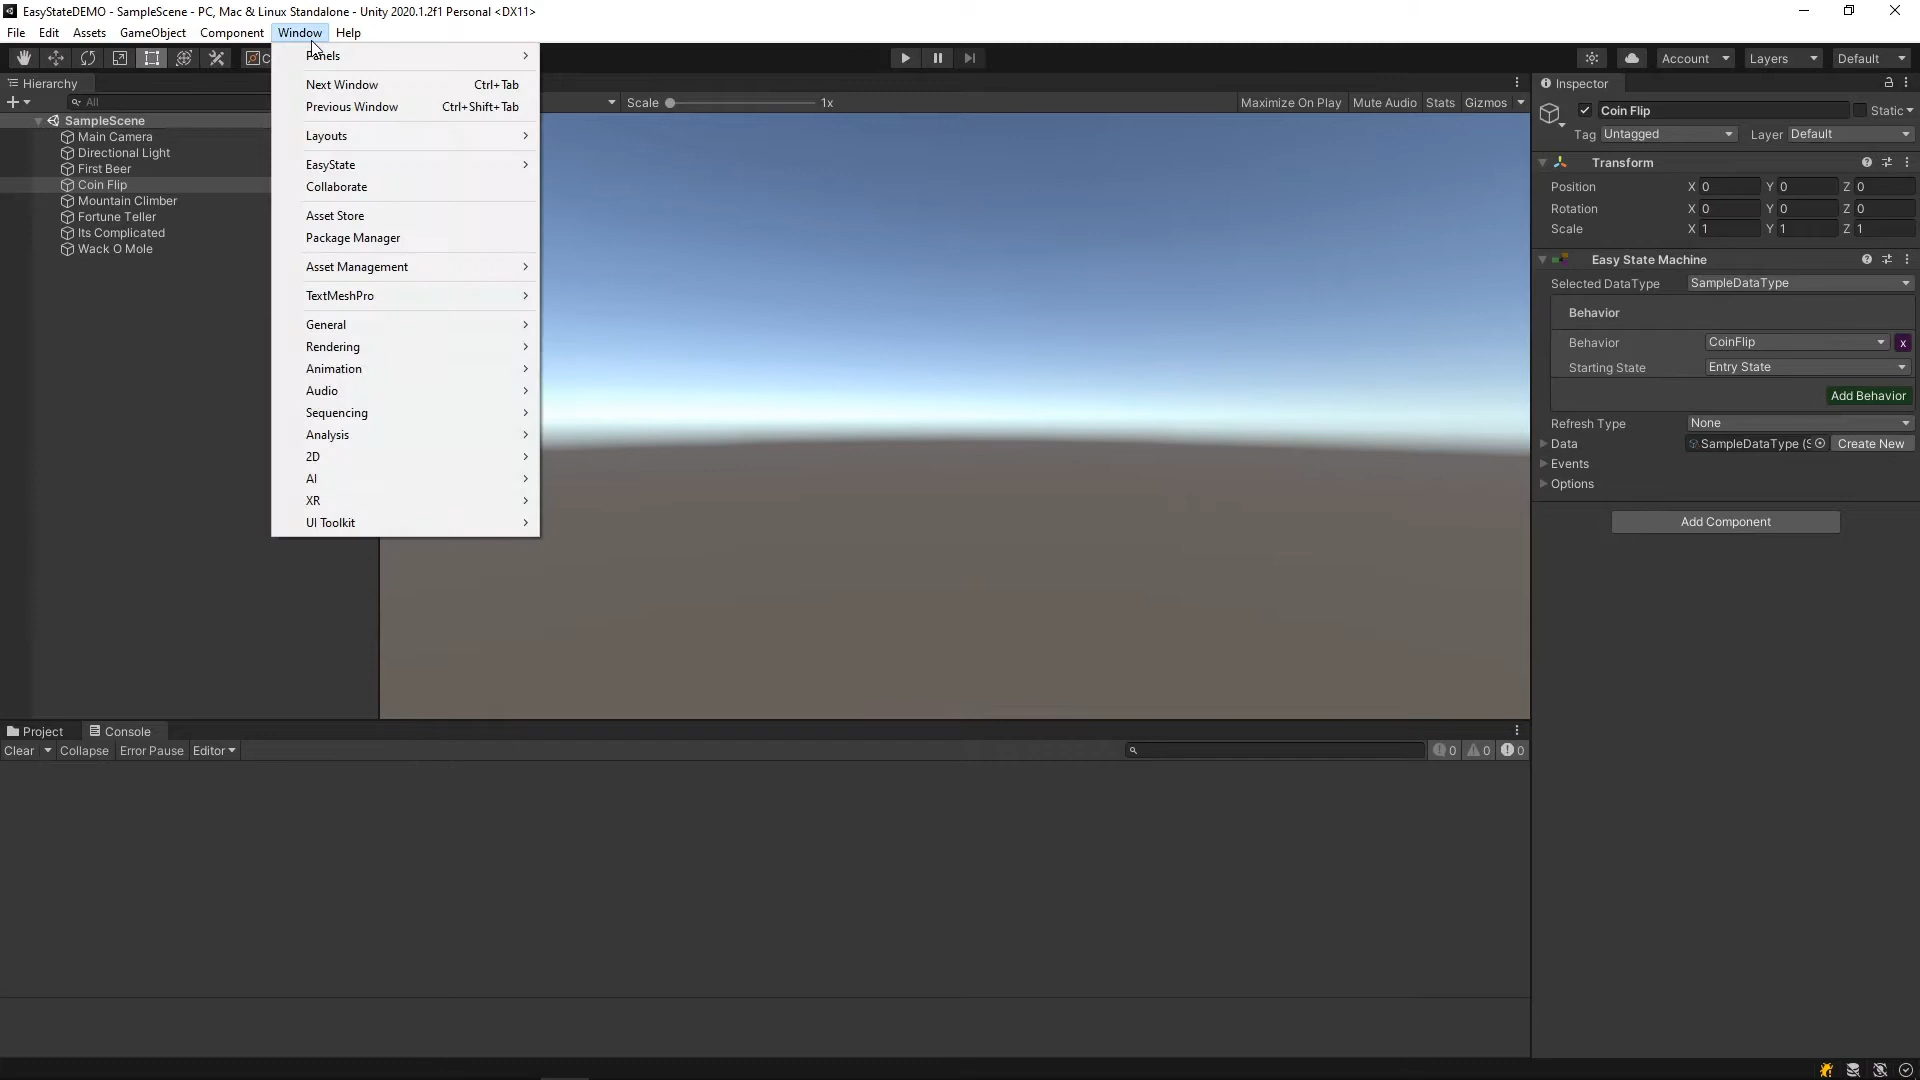 EasyStateDEMO - SampleScene - PC, Mac & Linux Standalone - Unity 2020.1.2f1 Personal <DX11>
File Edit Assets GameObject Component Window Help
Account Layers Default
Panels
Next Window Ctrl+Tab
Previous Window Ctrl+Shift+Tab
Layouts
EasyState
Collaborate
Asset Store
Package Manager
Asset Management
TextMeshPro
General
Rendering
Animation
Audio
Sequencing
Analysis
2D
AI
XR
UI Toolkit
Hierarchy
All
SampleScene
Main Camera
Directional Light
First Beer
Coin Flip
Mountain Climber
Fortune Teller
Its Complicated
Wack O Mole
Scale 1x Maximize On Play Mute Audio Stats Gizmos
Inspector
Coin Flip Static
Tag Untagged Layer Default
Transform
Position X 0 Y 0 Z 0
Rotation X 0 Y 0 Z 0
Scale X 1 Y 1 Z 1
Easy State Machine
Selected DataType SampleDataType
Behavior
Behavior CoinFlip x
Starting State Entry State
Add Behavior
Refresh Type None
Data SampleDataType (S Create New
Events
Options
Add Component
Project Console
Clear Collapse Error Pause Editor 0 0 0